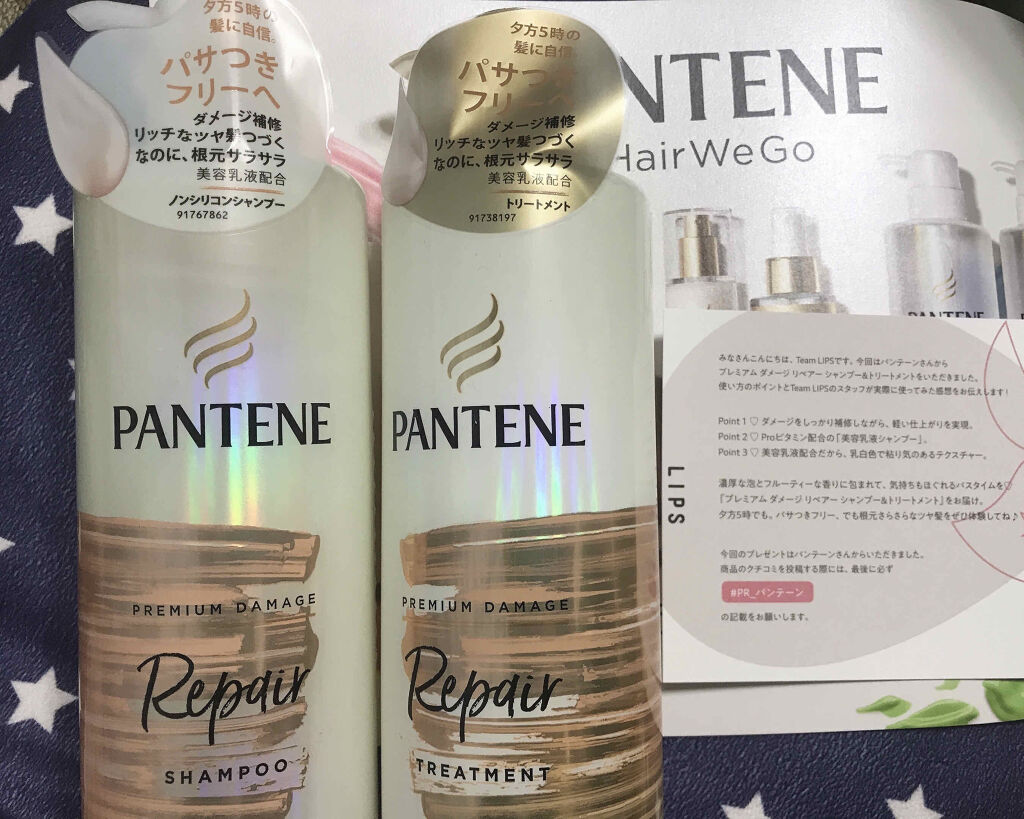 夕方5時の
髪に自信。
パサつき
フリーへ
ダメージ補修
リッチなツヤ髪つづく
なのに、根元サラサラ
美容乳液配合
ノンシリコンシャンプー
91767862
PANTENE
PREMIUM DAMAGE
Repair
SHAMPOO
夕方5時の
髪に自信。
パサつき
フリーへ
ダメージ補修
リッチなツヤ髪つづく
なのに、根元サラサラ
美容乳液配合
トリートメント
91738197
PANTENE
PREMIUM DAMAGE
Repair
TREATMENT
ANTENE
HairWeGo
PANTENE
LIPS
みなさんこんにちは、Team LIPSです。今回はパンテーンさんから
プレミアム ダメージ リペアー シャンプー&トリートメントをいただきました。
使い方のポイントとTeam LIPSのスタッフが実際に使ってみた感想をお伝えします!
Point 1 ♡ ダメージをしっかり補修しながら、軽い仕上がりを実現。
Point 2 ♡ Proビタミン配合の「美容乳液シャンプー」。
Point 3 ♡ 美容乳液配合だから、乳白色で粘り気のあるテクスチャー。
濃厚な泡とフルーティーな香りに包まれて、気持ちもほぐれるバスタイムを♡
「プレミアム ダメージ リペアー シャンプー&トリートメント」をお届け。
夕方5時でも。パサつきフリー、でも根元さらさらなツヤ髪をぜひ体験してね♪
今回のプレゼントはパンテーンさんからいただきました。
商品のクチコミを投稿する際には、最後に必ず
#PR_パンテーン
の記載をお願いします。